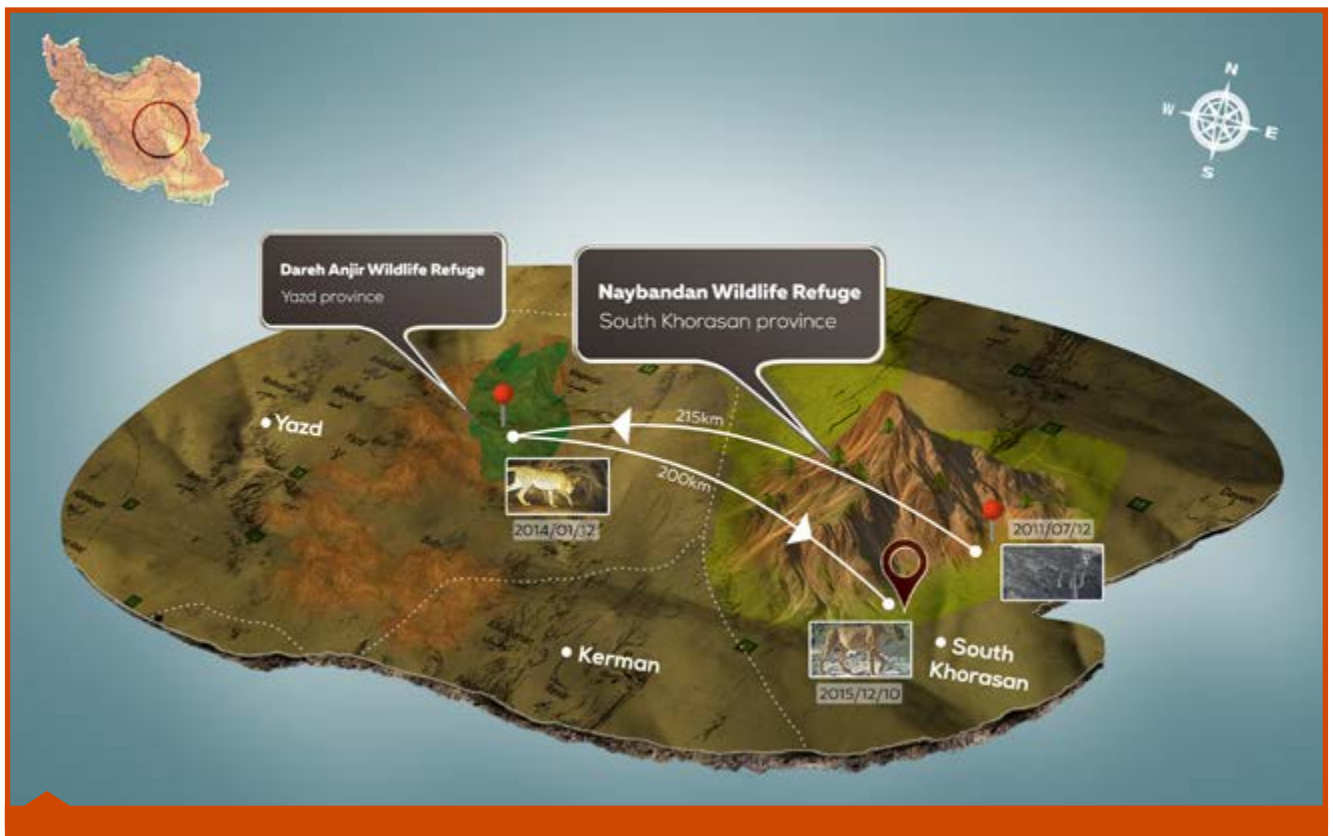 N
W
E
S
Dareh Anjir Wildlife Refuge
Yazd province
Naybandan Wildlife Refuge
South Khorasan province
Yazd
215km
200km
2014/01/12
2011/07/12
Kerman
South
Khorasan
2015/12/10